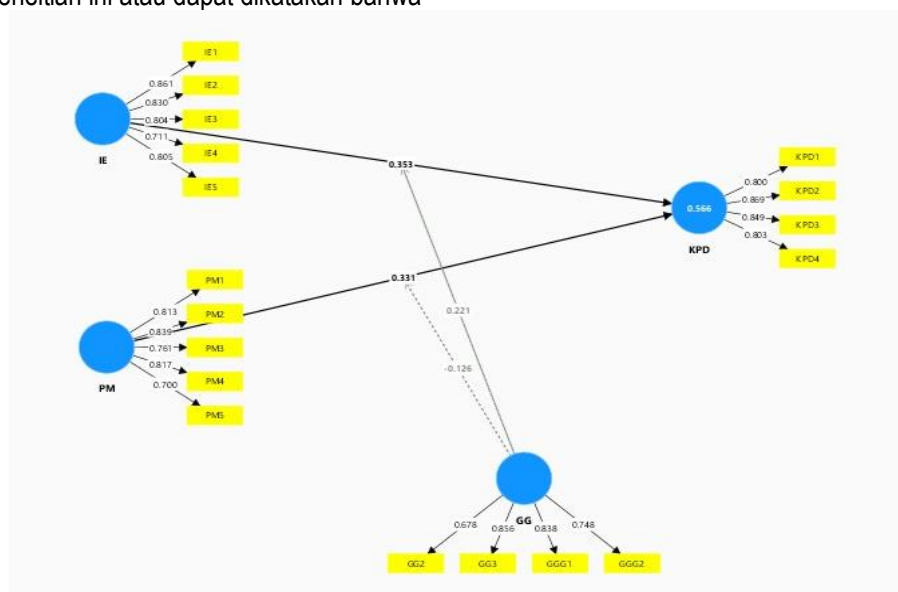 penelitian ini atau dapat dikatakan bahwa
IE1
0.861
IE2
0.830
IE3
0.804
IE4
0.711
IE5
0.805
IE
0.353
KPD1
0.800
KPD2
0.869
KPD3
0.849
KPD4
0.803
0.566
KPD
PM1
0.813
PM2
0.839
PM3
0.761
PM4
0.817
PM5
0.700
PM
0.331
0.221
-0.126
GG
0.678
0.856
0.838
0.748
GG2
GG3
GGG1
GGG2